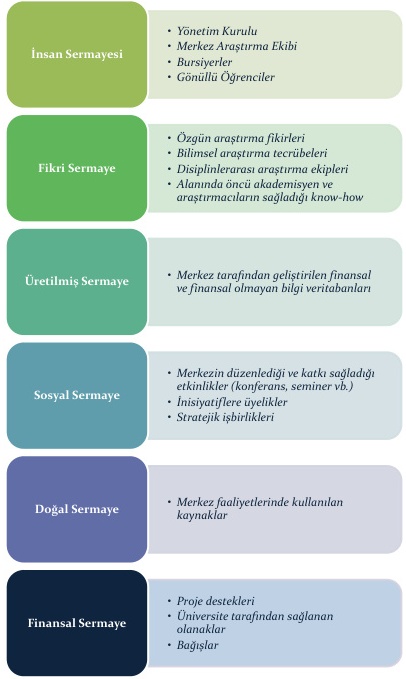 İnsan Sermayesi
• Yönetim Kurulu
• Merkez Araştırma Ekibi
• Bursiyerler
• Gönüllü Öğrenciler
Fikri Sermaye
• Özgün araştırma fikirleri
• Bilimsel araştırma tecrübeleri
• Disiplinlerarası araştırma ekipleri
• Alanında öncü akademisyen ve
araştırmacıların sağladığı know-how
Üretilmiş Sermaye
• Merkez tarafından geliştirilen finansal
ve finansal olmayan bilgi veritabanları
Sosyal Sermaye
• Merkezin düzenlediği ve katkı sağladığı
etkinlikler (konferans, seminer vb.)
• İnisiyatiflere üyelikler
• Stratejik işbirlikleri
Doğal Sermaye
• Merkez faaliyetlerinde kullanılan
kaynaklar
Finansal Sermaye
• Proje destekleri
• Üniversite tarafından sağlanan
olanaklar
• Bağışlar